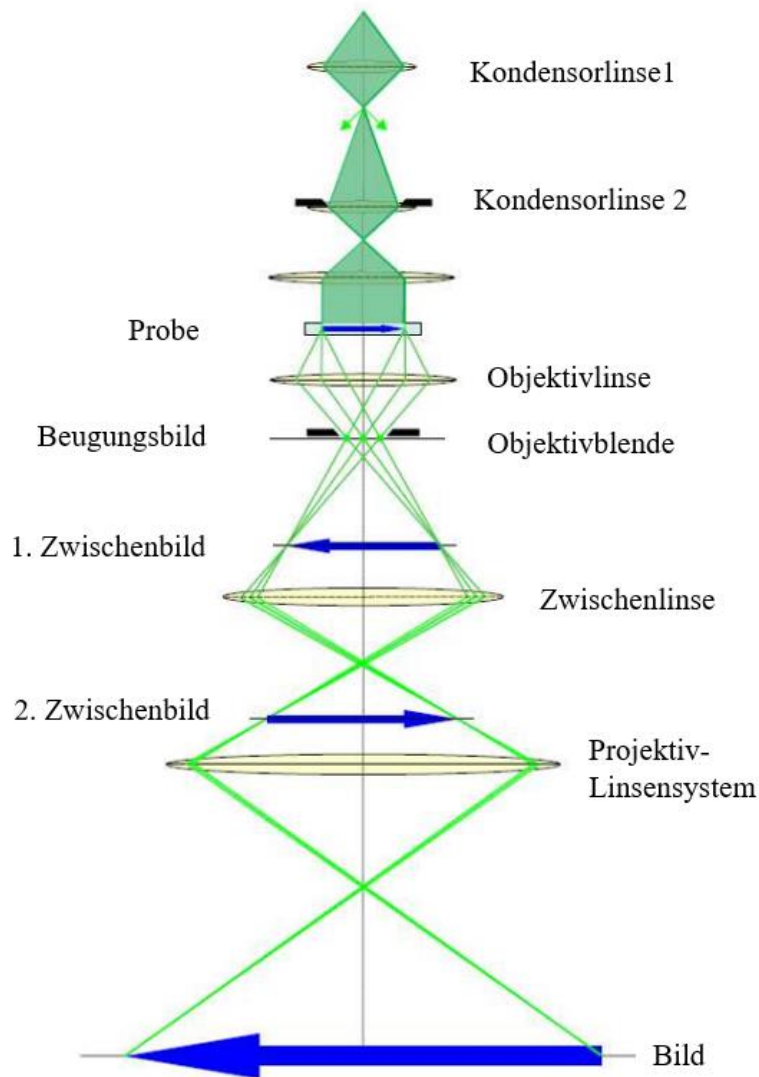 Kondensorlinse1
Kondensorlinse 2
Probe
Objektivlinse
Beugungsbild
Objektivblende
1. Zwischenbild
Zwischenlinse
2. Zwischenbild
Projektiv-
Linsensystem
Bild